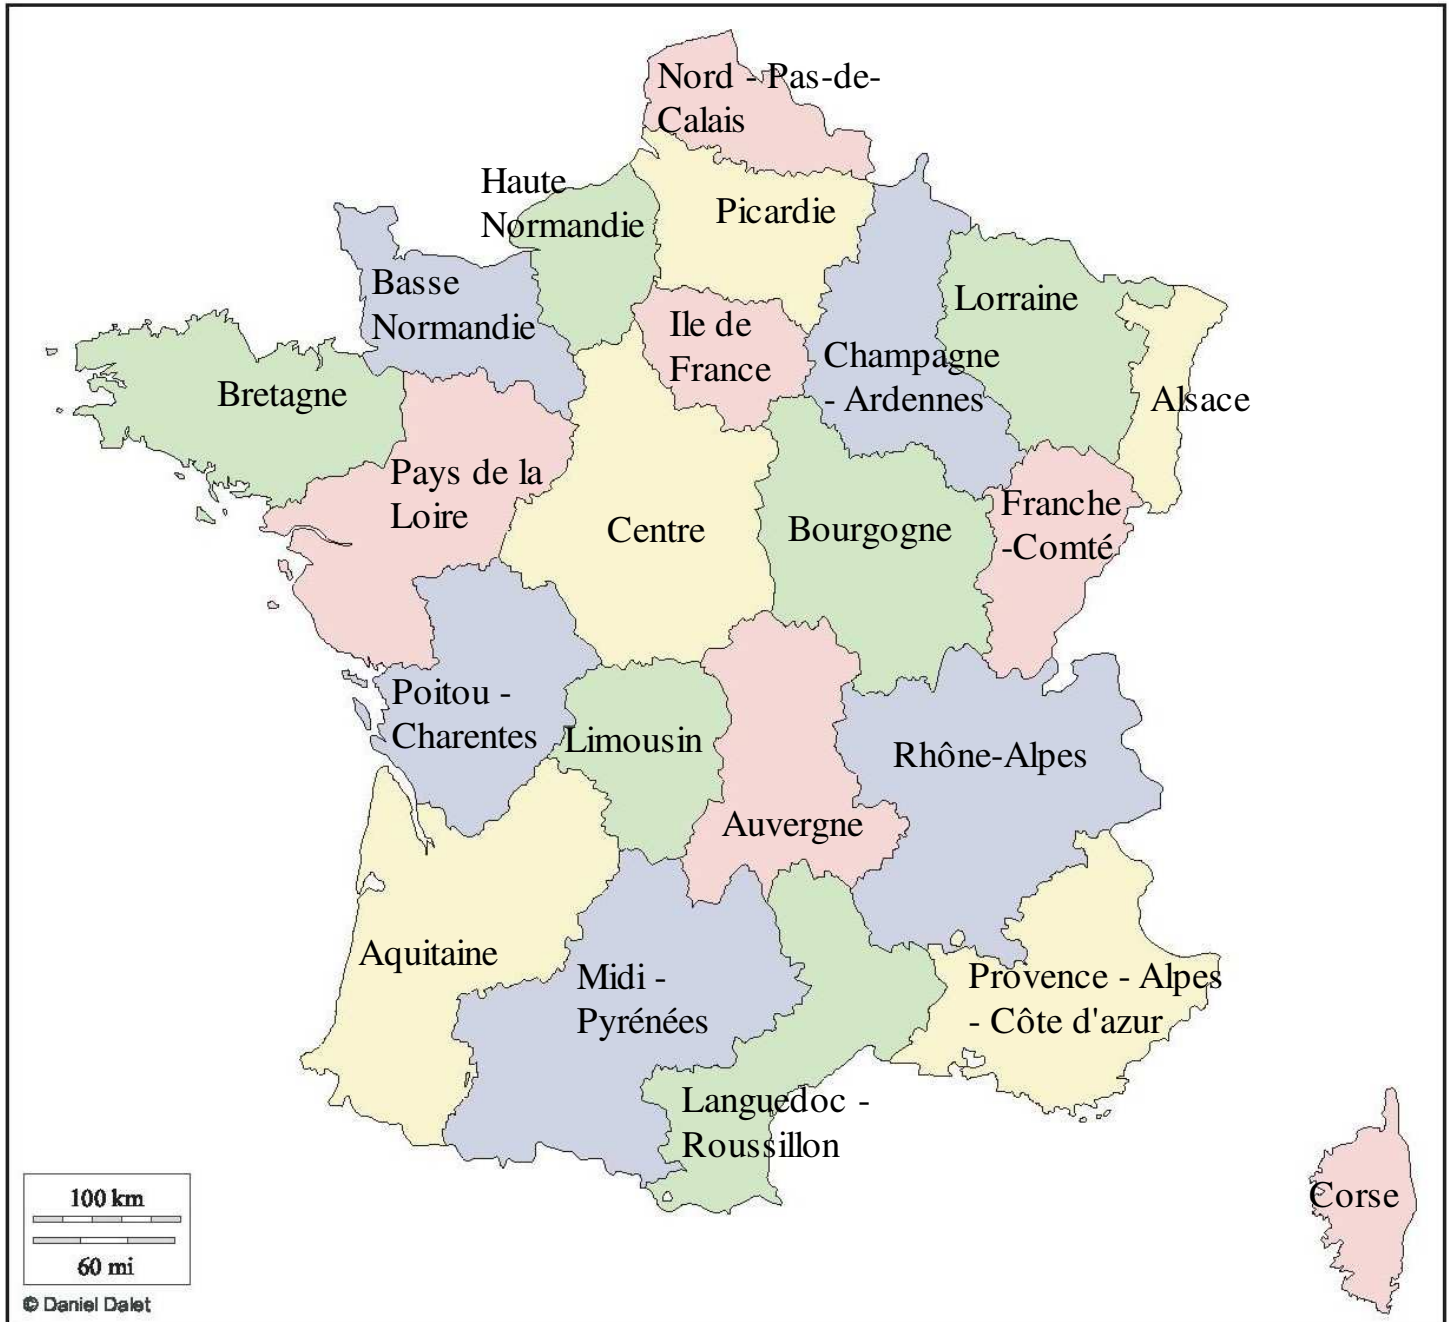 Nord - Pas-de-
Calais
Haute
Normandie
Picardie
Basse
Normandie
Ile de
France
Lorraine
Champagne
- Ardennes
Alsace
Bretagne
Pays de la
Loire
Centre
Bourgogne
Franche
-Comté
Poitou -
Charentes
Limousin
Rhône-Alpes
Auvergne
Aquitaine
Midi -
Pyrénées
Provence - Alpes
- Côte d'azur
Languedoc -
Roussillon
Corse
100 km
60 mi
© Daniel Dalet